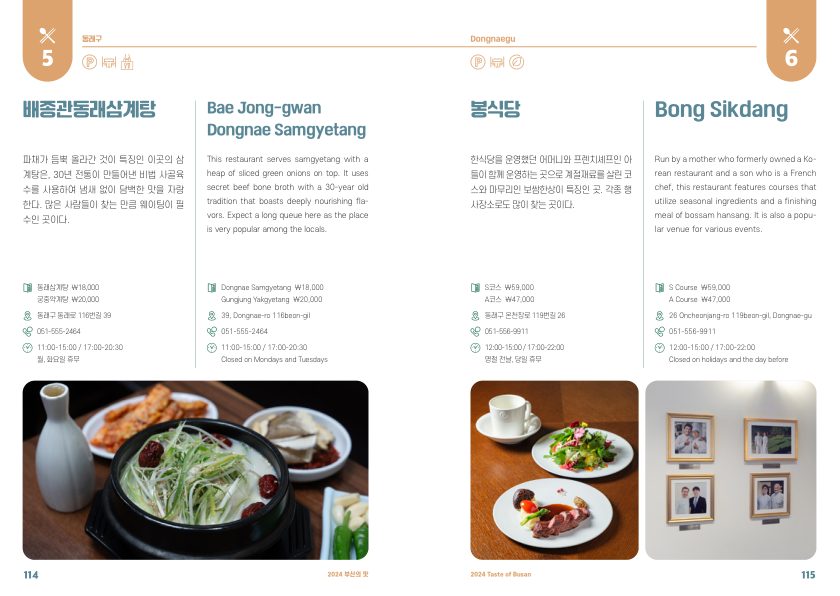 5
동래구
배종관동래삼계탕
파채가 듬뿍 올라간 것이 특징인 이곳의 삼
계탕은, 30년 전통이 만들어낸 비법 사골육
수를 사용하여 냄새 없이 담백한 맛을 자랑
한다. 많은 사람들이 찾는 만큼 웨이팅이 필
수인 곳이다.
동래삼계탕 ₩18,000
궁중약계탕 ₩20,000
동래구 동래로 116번길 39
051-555-2464
11:00-15:00 / 17:00-20:30
월, 화요일 휴무
Bae Jong-gwan
Dongnae Samgyetang
This restaurant serves samgyetang with a
heap of sliced green onions on top. It uses
secret beef bone broth with a 30-year old
tradition that boasts deeply nourishing fla-
vors. Expect a long queue here as the place
is very popular among the locals.
Dongnae Samgyetang ₩18,000
Gungjung Yakgyetang ₩20,000
39, Dongnae-ro 116beon-gil
051-555-2464
11:00-15:00 / 17:00-20:30
Closed on Mondays and Tuesdays
114
2024 부산의 맛
Dongnaegu
6
봉식당
한식당을 운영했던 어머니와 프렌치셰프인 아
들이 함께 운영하는 곳으로 계절재료를 살린 코
스와 마무리인 보쌈한상이 특징인 곳. 각종 행
사장소로도 많이 찾는 곳이다.
S코스 ₩59,000
A코스 ₩47,000
동래구 온천장로 119번길 26
051-556-9911
12:00-15:00 / 17:00-22:00
명절 전날, 당일 휴무
Bong Sikdang
Run by a mother who formerly owned a Ko-
rean restaurant and a son who is a French
chef, this restaurant features courses that
utilize seasonal ingredients and a finishing
meal of bossam hansang. It is also a popu-
lar venue for various events.
S Course ₩59,000
A Course ₩47,000
26 Oncheonjang-ro 119beon-gil, Dongnae-gu
051-556-9911
12:00-15:00 / 17:00-22:00
Closed on holidays and the day before
2024 Taste of Busan
115